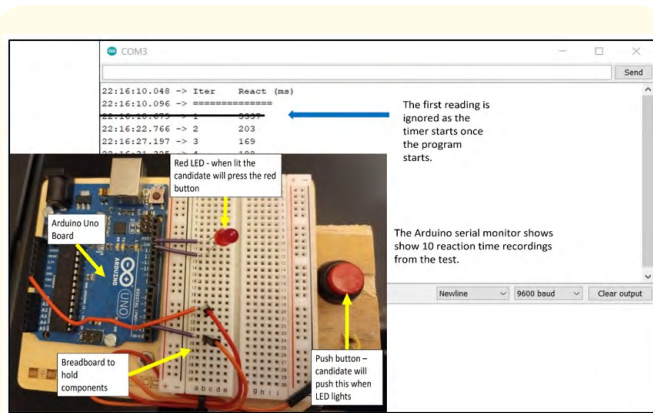 COM3
Send
22:16:10.048 -> Iter React (ms)
22:16:10.096 -> ==============
22:16:22.766 -> 2 203
22:16:27.197 -> 3 169
The first reading is
ignored as the
timer starts once
the program
starts.
The Arduino serial monitor shows
show 10 reaction time recordings
from the test.
Newline
9600 baud
Clear output
Red LED - when lit the
candidate will press the red
button
Arduino Uno
Board
ARDUINO
UNO
Breadboard to
hold
components
a b c d e
g h i j
Push button –
candidate will
push this when
LED lights